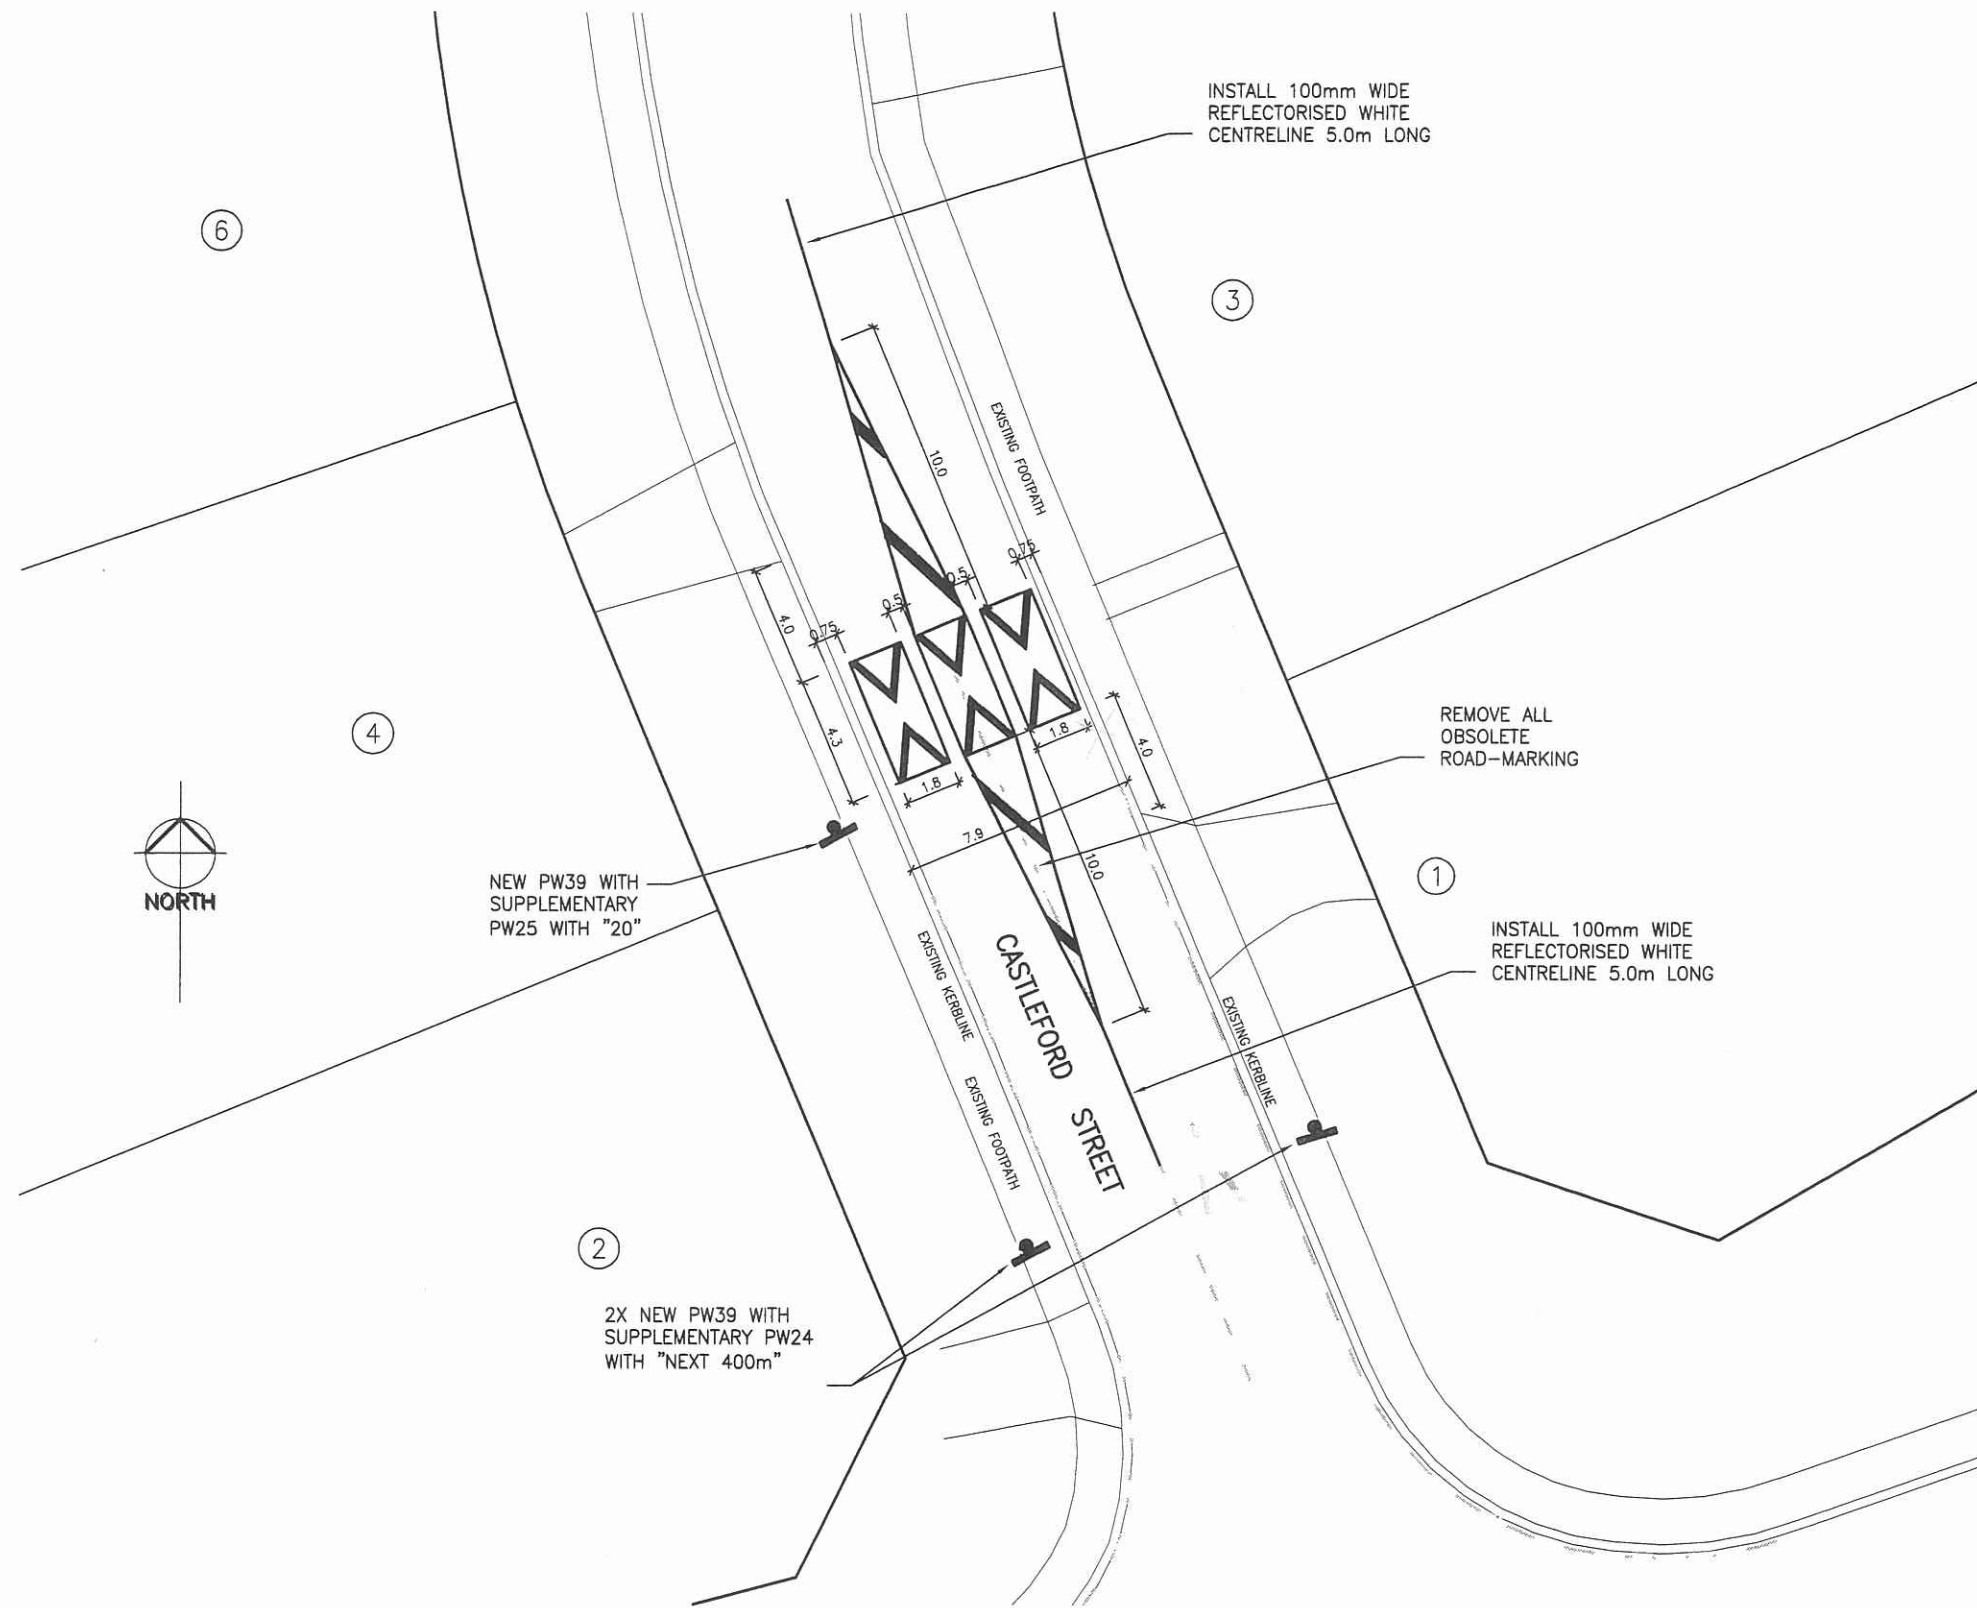 INSTALL 100mm WIDE
REFLECTORISED WHITE
CENTRELINE 5.0m LONG
6
3
10.0
EXISTING FOOTPATH
0.75
0.5
0.5
0.75
4.0
4.3
1.8
1.8
4.0
7.9
10.0
4
REMOVE ALL
OBSOLETE
ROAD-MARKING
NORTH
NEW PW39 WITH
SUPPLEMENTARY
PW25 WITH "20"
1
INSTALL 100mm WIDE
REFLECTORISED WHITE
CENTRELINE 5.0m LONG
EXISTING KERBLINE
CASTLEFORD STREET
EXISTING KERBLINE
EXISTING FOOTPATH
2
2X NEW PW39 WITH
SUPPLEMENTARY PW24
WITH "NEXT 400m"